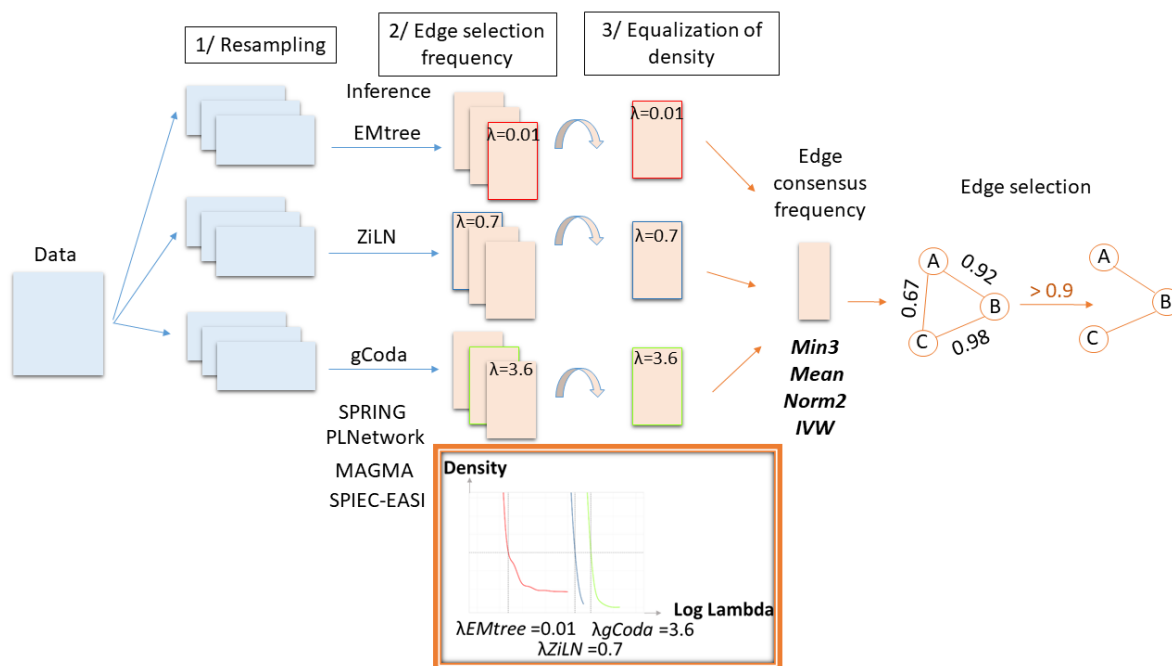 1/ Resampling
2/ Edge selection
frequency
3/ Equalization of
density
Data
Inference
EMtree
ZiLN
gCoda
SPRING
PLNetwork
MAGMA
SPIEC-EASI
λ=0.01
λ=0.7
λ=3.6
λ=0.01
λ=0.7
λ=3.6
Edge
consensus
frequency
Min3
Mean
Norm2
IVW
Edge selection
A
0.92
0.67
B
C
0.98
> 0.9
A
B
C
Density
Log Lambda
λEMtree =0.01 λgCoda =3.6
λZiLN =0.7